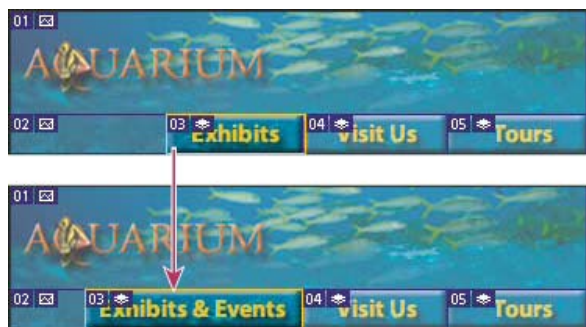 01
AQUARIUM
02 03 Exhibits 04 Visit Us 05 Tours
01
AQUARIUM
02 03 Exhibits & Events 04 Visit Us 05 Tours